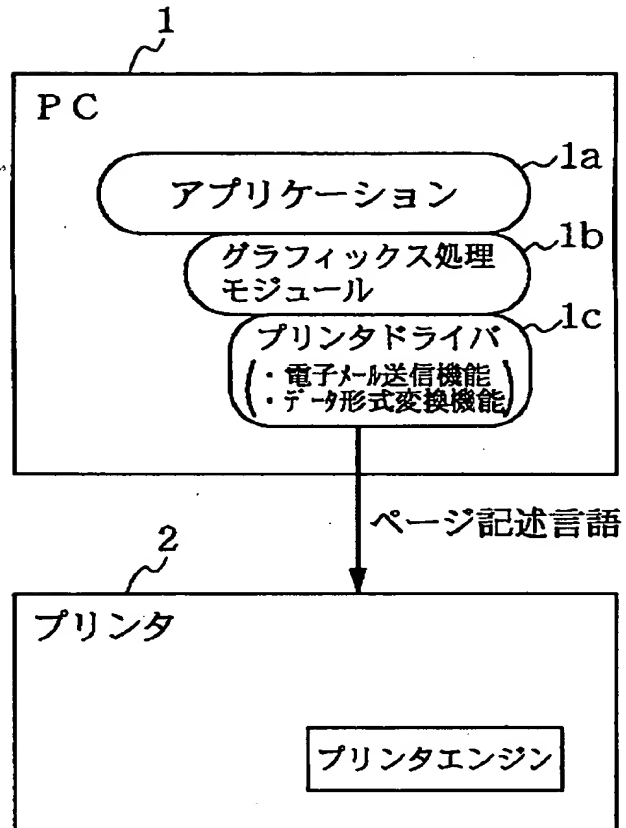 1
PC
アプリケーション
1a
グラフィックス処理
モジュール
1b
プリンタドライバ
1c
・電子メール送信機能
・データ形式変換機能
ページ記述言語
2
プリンタ
プリンタエンジン